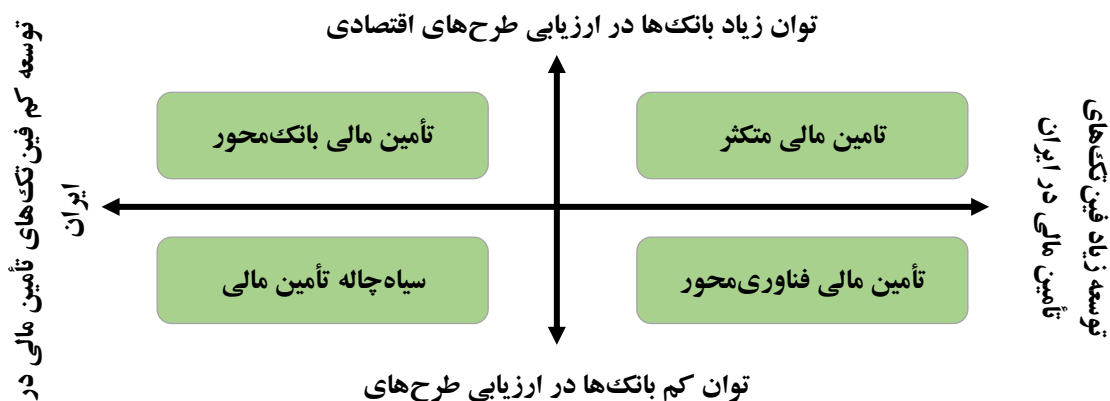 توان زیاد بانک‌ها در ارزیابی طرح‌های اقتصادی
توسعه زیاد فین‌تک‌های
تأمین مالی در ایران
تامین مالی متکثر
تأمین مالی بانک‌محور
توسعه کم فین‌تک‌های تأمین مالی در
ایران
تأمین مالی فناوری‌محور
سیاه‌چاله تأمین مالی
توان کم بانک‌ها در ارزیابی طرح‌های